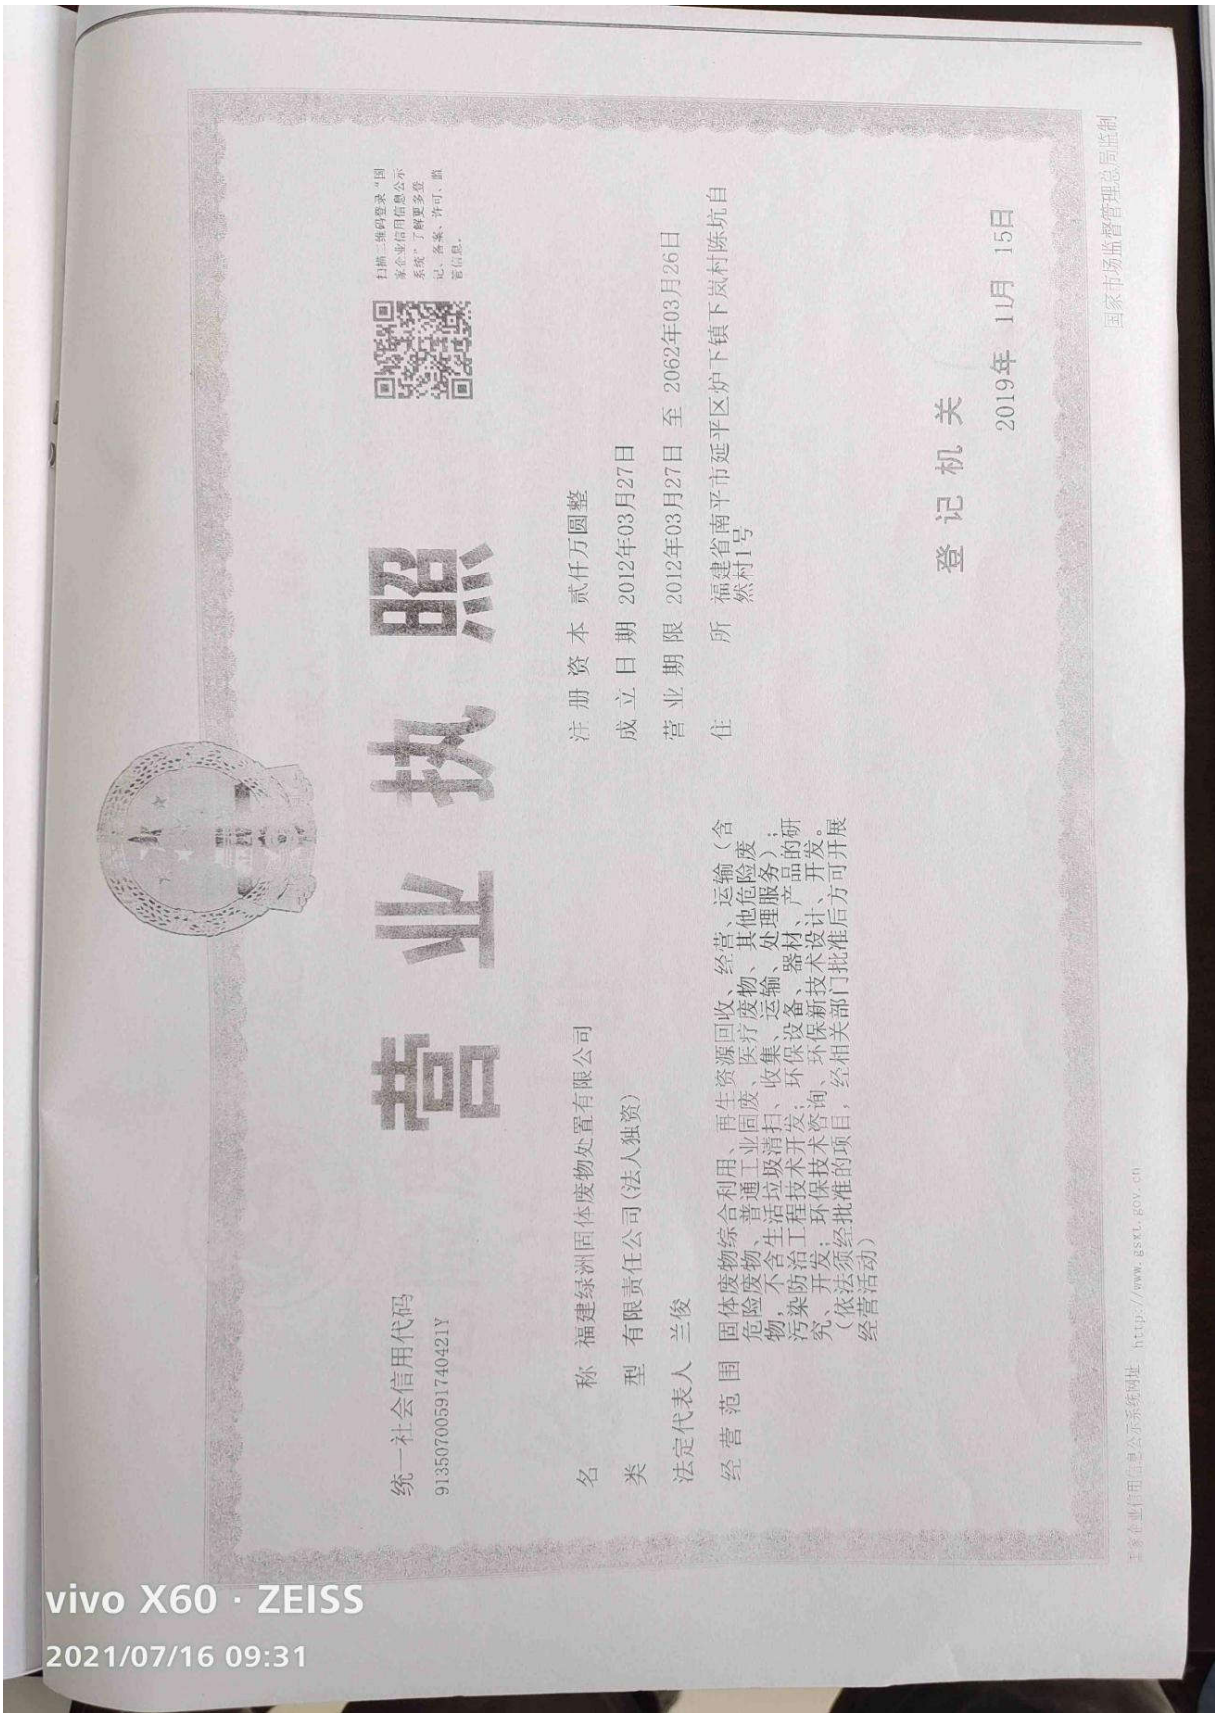 营业执照
统一社会信用代码
91350700591740421Y
扫描二维码登录“国
家企业信用信息公示
系统”了解更多登
记、备案、许可、监
管信息。
名 称 福建绿洲固体废物处置有限公司
类 型 有限责任公司(法人独资)
法定代表人 兰俊
经营范围 固体废物综合利用、再生资源回收、经营、运输（含
危险废物、普通工业固废、医疗废物、其他危险废
物，不含生活垃圾清扫、收集、运输、处理服务）；
污染防治工程技术开发；环保设备、器材、产品的研
究、开发；环保技术咨询、环保新技术设计、开发。
（依法须经批准的项目，经相关部门批准后方可开展
经营活动）
注册资本 贰仟万圆整
成立日期 2012年03月27日
营业期限 2012年03月27日 至 2062年03月26日
住 所 福建省南平市延平区炉下镇下岚村陈坑自
然村1号
登记机关
2019年 11月 15日
国家企业信用信息公示系统网址 http://www.gsxt.gov.cn
国家市场监督管理总局监制
vivo X60 · ZEISS
2021/07/16 09:31